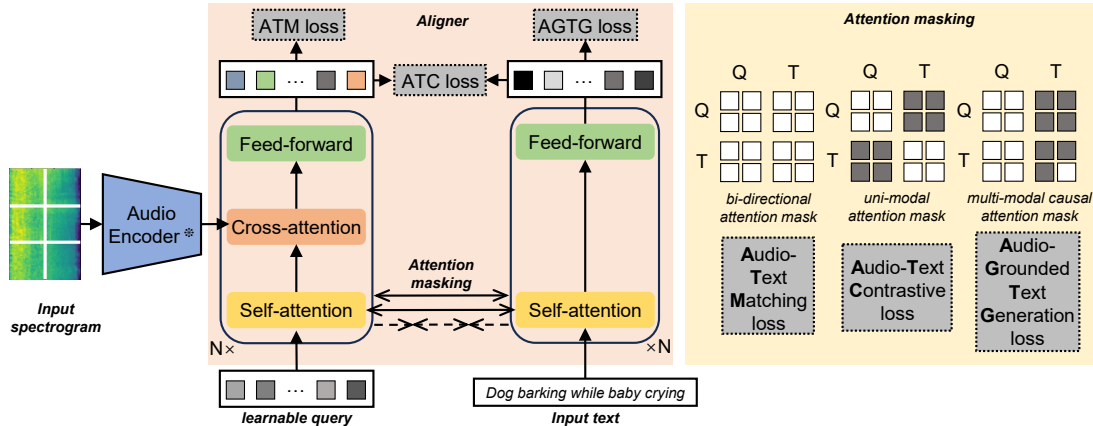 ATM loss
Aligner
AGTG loss
...
ATC loss
...
Feed-forward
Feed-forward
Audio
Encoder
Cross-attention
Attention
masking
Self-attention
Self-attention
Input
spectrogram
N×
×N
...
learnable query
Dog barking while baby crying
Input text
Attention masking
Q T
Q
T
bi-directional
attention mask
Q T
Q
T
uni-modal
attention mask
Q T
Q
T
multi-modal causal
attention mask
Audio-
Text
Matching
loss
Audio-Text
Contrastive
loss
Audio-
Grounded
Text
Generation
loss